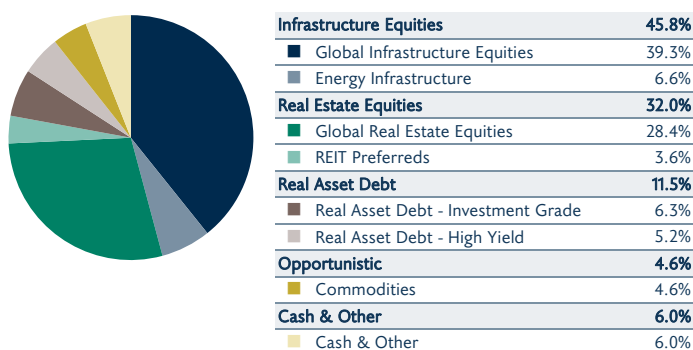 Infrastructure Equities 45.8%
Global Infrastructure Equities 39.3%
Energy Infrastructure 6.6%
Real Estate Equities 32.0%
Global Real Estate Equities 28.4%
REIT Preferreds 3.6%
Real Asset Debt 11.5%
Real Asset Debt - Investment Grade 6.3%
Real Asset Debt - High Yield 5.2%
Opportunistic 4.6%
Commodities 4.6%
Cash & Other 6.0%
Cash & Other 6.0%